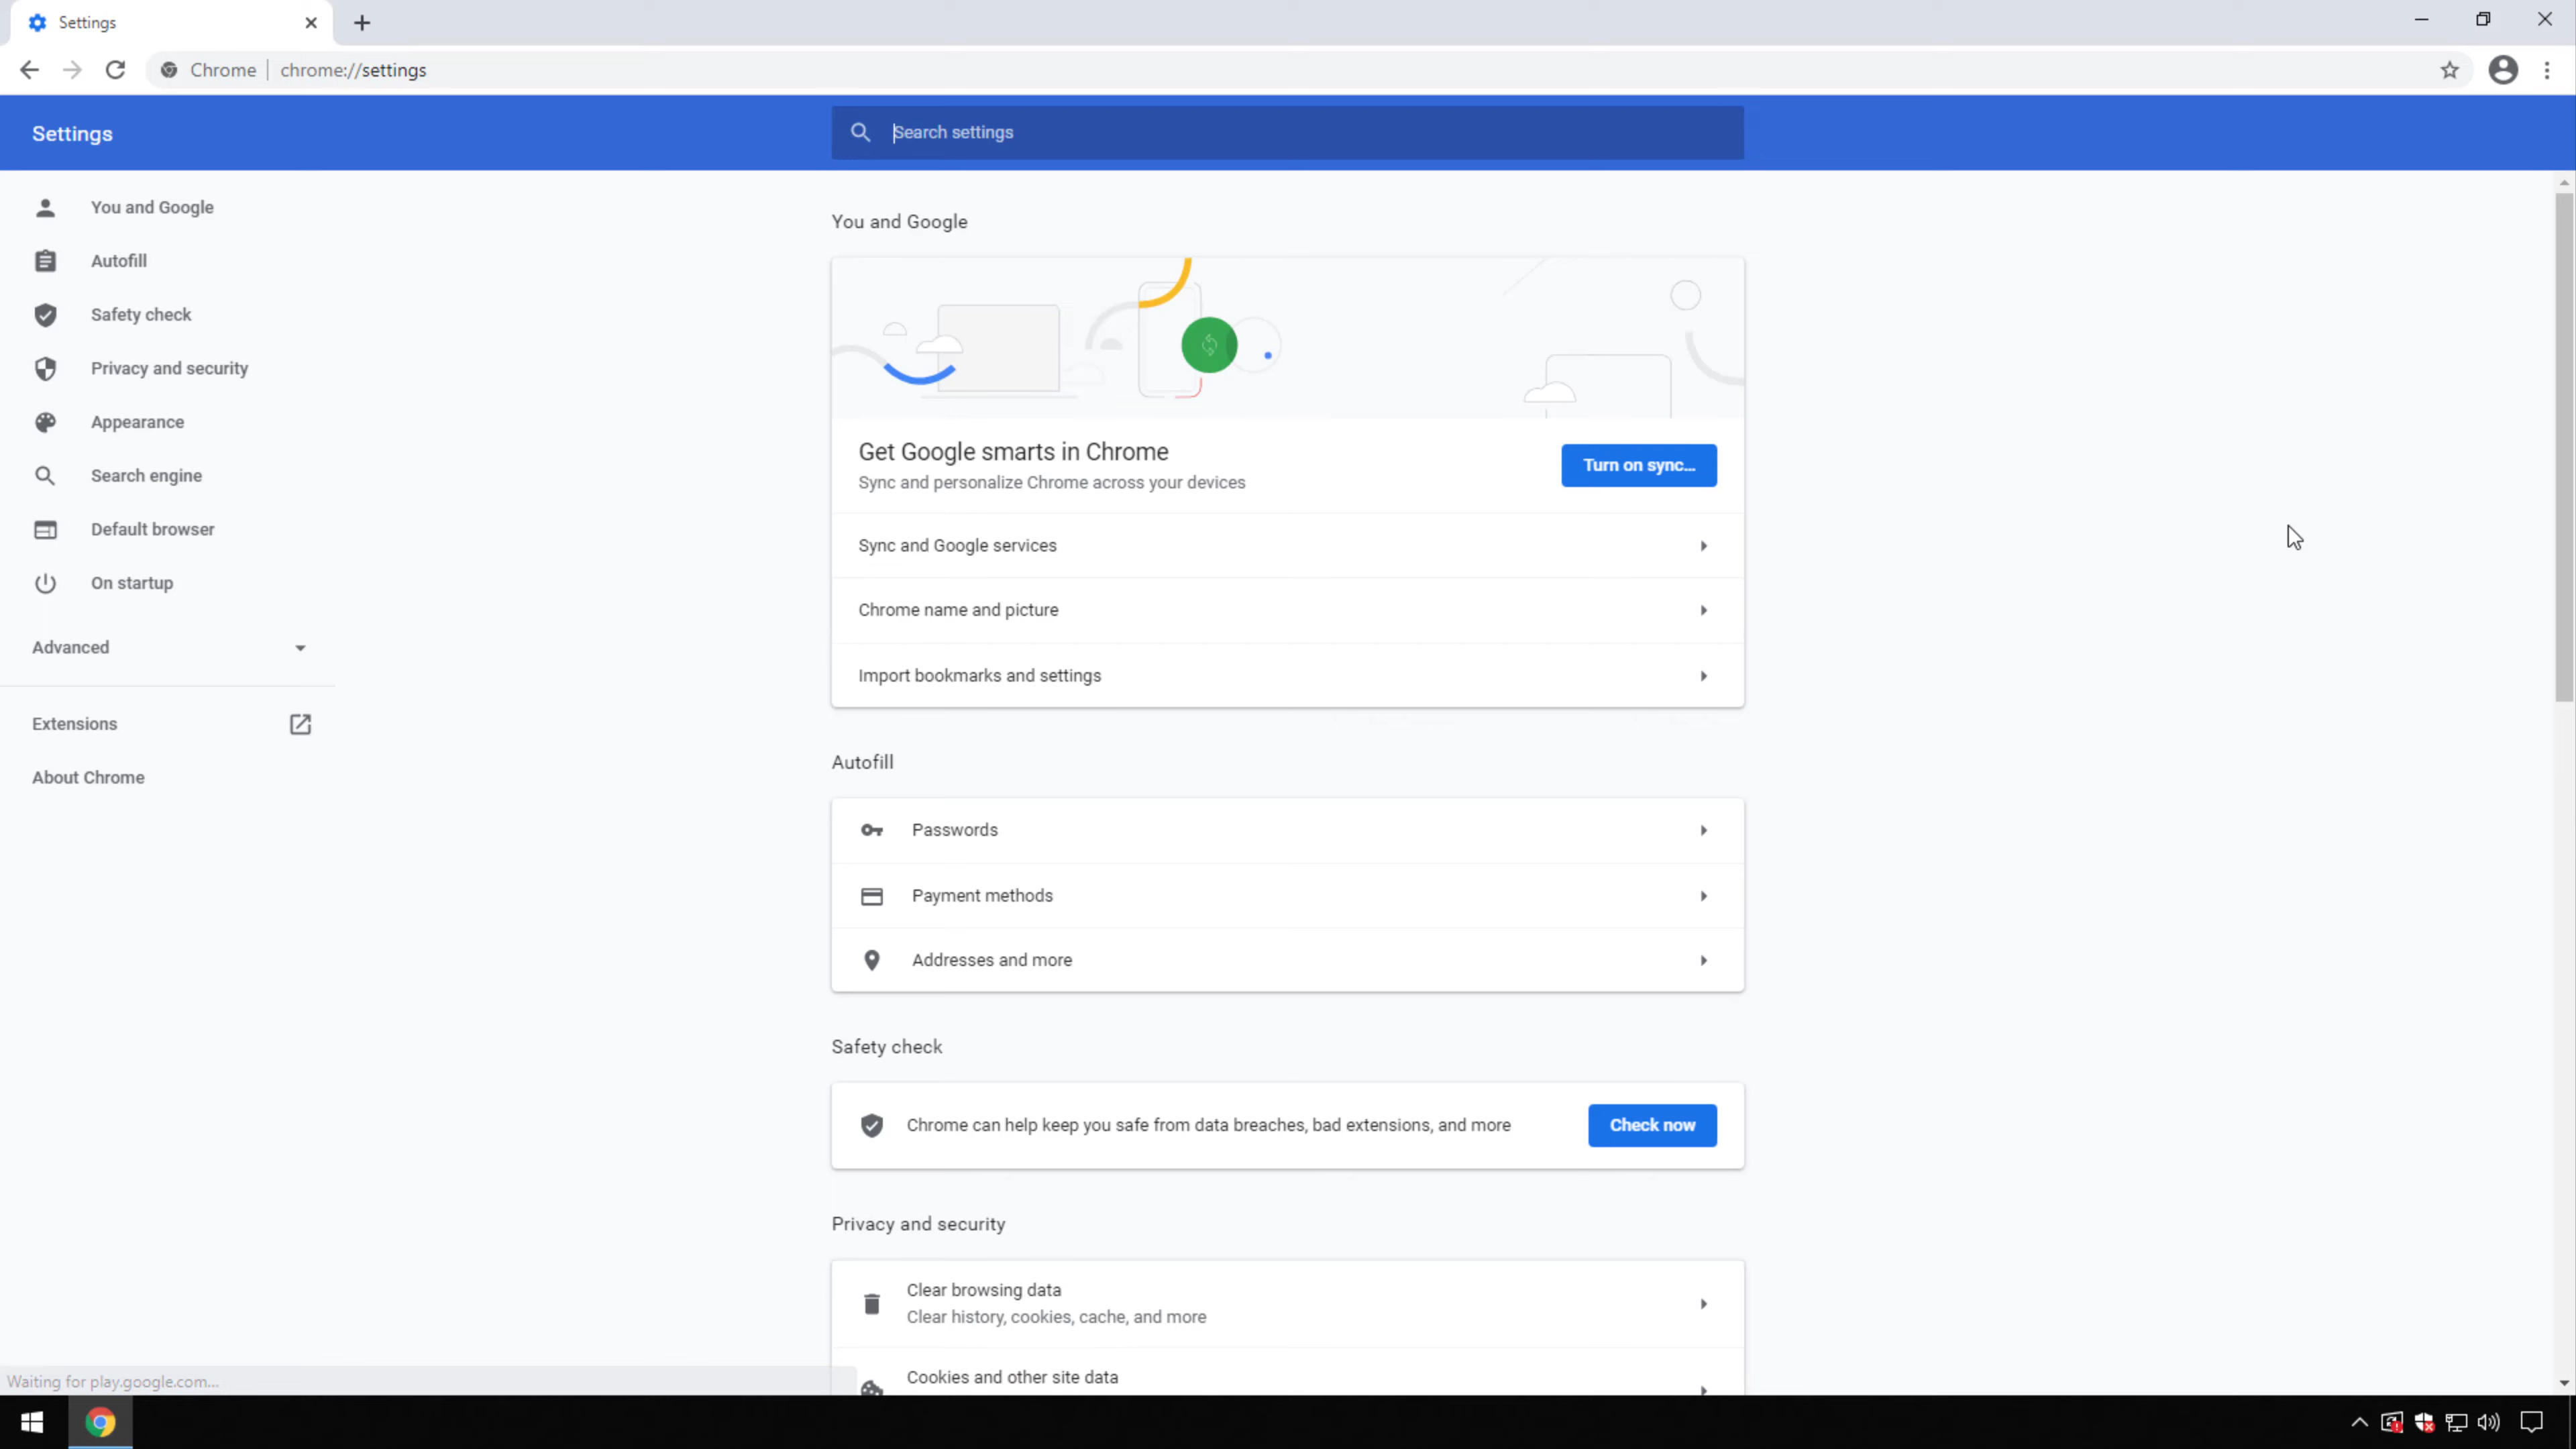 Settings
Chrome
chrome://settings
Settings
Search settings
You and Google
Autofill
Safety check
Privacy and security
Appearance
Search engine
Default browser
On startup
Advanced
Extensions
About Chrome
You and Google
Get Google smarts in Chrome
Sync and personalize Chrome across your devices
Turn on sync...
Sync and Google services
Chrome name and picture
Import bookmarks and settings
Autofill
Passwords
Payment methods
Addresses and more
Safety check
Chrome can help keep you safe from data breaches, bad extensions, and more
Check now
Privacy and security
Clear browsing data
Clear history, cookies, cache, and more
Cookies and other site data
Waiting for play.google.com...